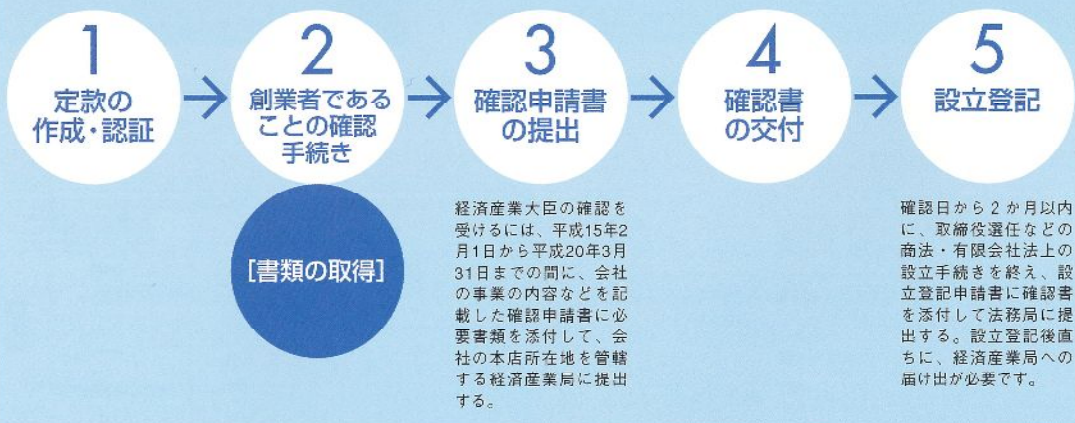 1
定款の
作成・認証
2
創業者である
ことの確認
手続き
[書類の取得]
3
確認申請書
の提出
経済産業大臣の確認を
受けるには、平成15年2
月1日から平成20年3月
31日までの間に、会社
の事業の内容などを記
載した確認申請書に必
要書類を添付して、会
社の本店所在地を管轄
する経済産業局に提出
する。
4
確認書
の交付
5
設立登記
確認日から2か月以内
に、取締役選任などの
商法・有限会社法上の
設立手続きを終え、設
立登記申請書に確認書
を添付して法務局に提
出する。設立登記後直
ちに、経済産業局への
届け出が必要です。